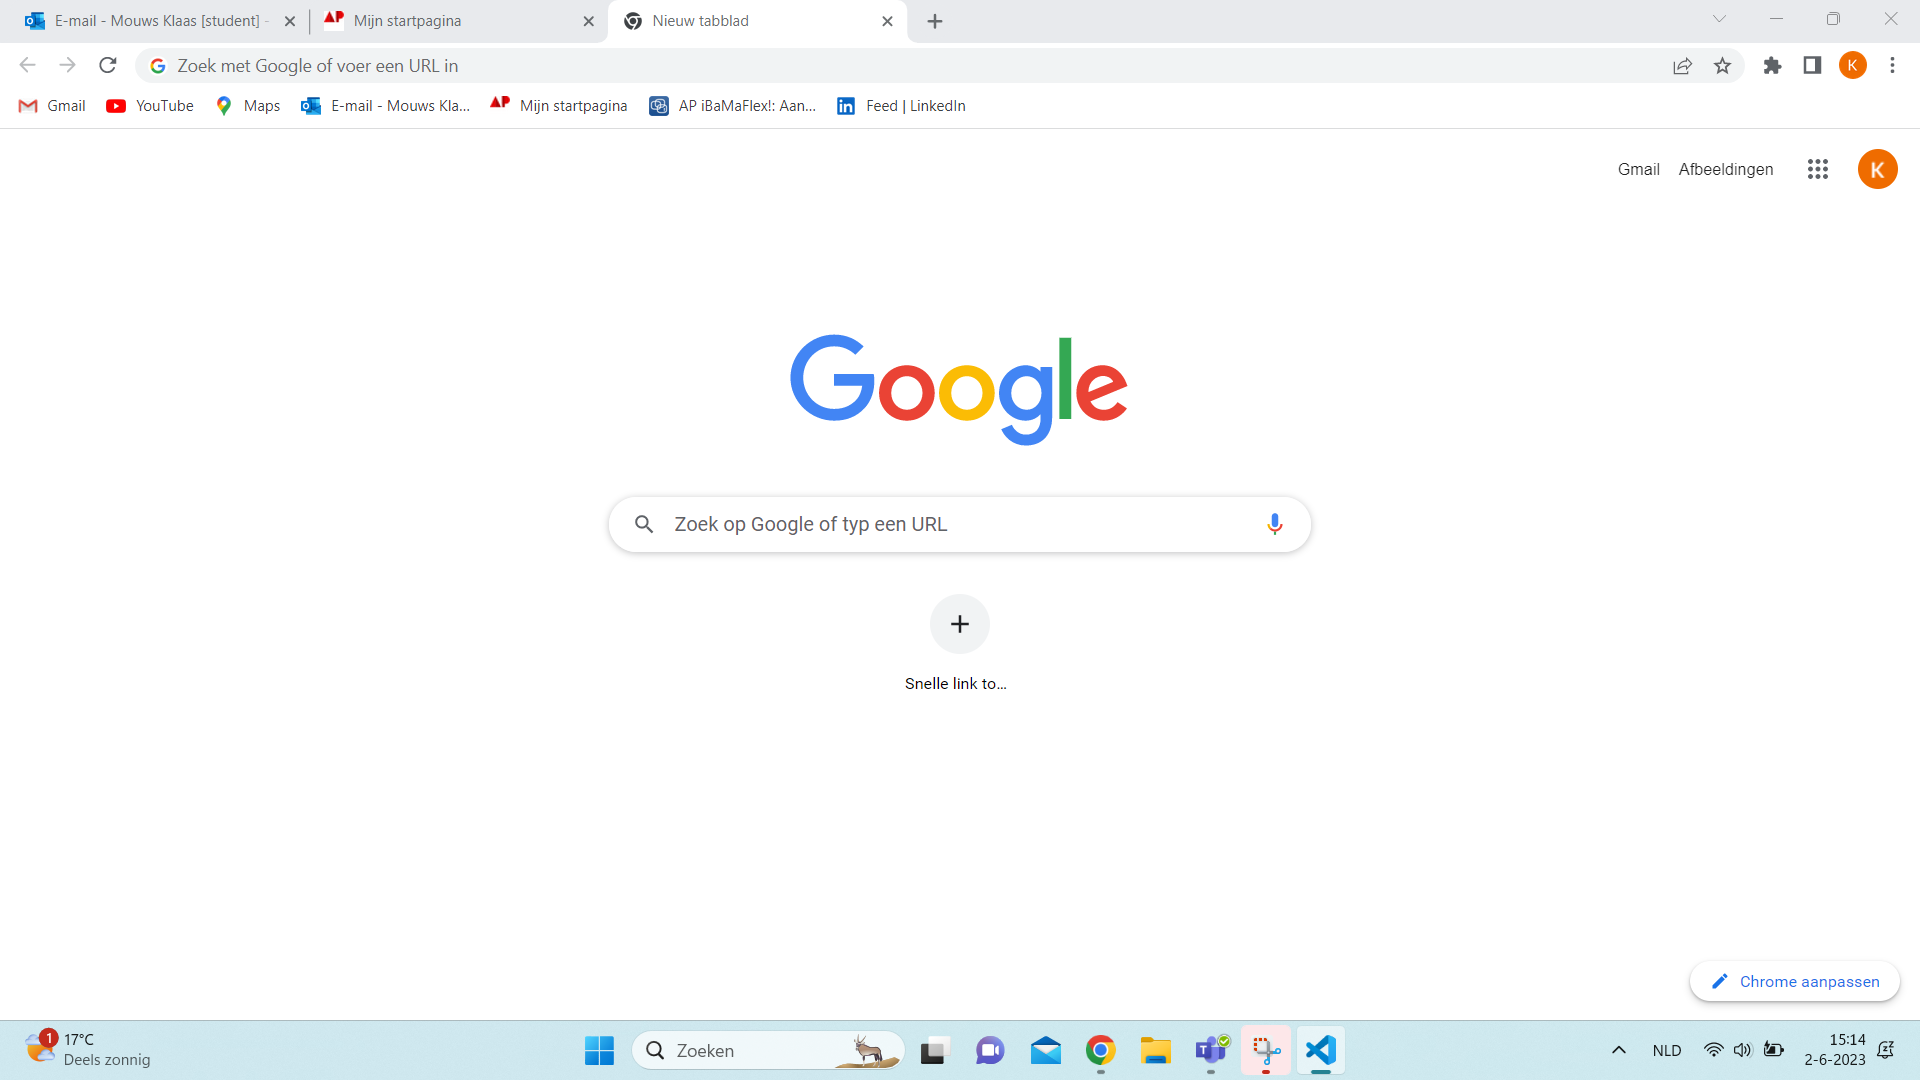 E-mail - Mouws Klaas [student] -
Mijn startpagina
Nieuw tabblad
Zoek met Google of voer een URL in
K
Gmail
YouTube
Maps
E-mail - Mouws Kla...
Mijn startpagina
AP iBaMaFlex!: Aan...
Feed | LinkedIn
Gmail
Afbeeldingen
K
Google
Zoek op Google of typ een URL
Snelle link to...
Chrome aanpassen
1
17°C
Deels zonnig
Zoeken
NLD
15:14
2-6-2023